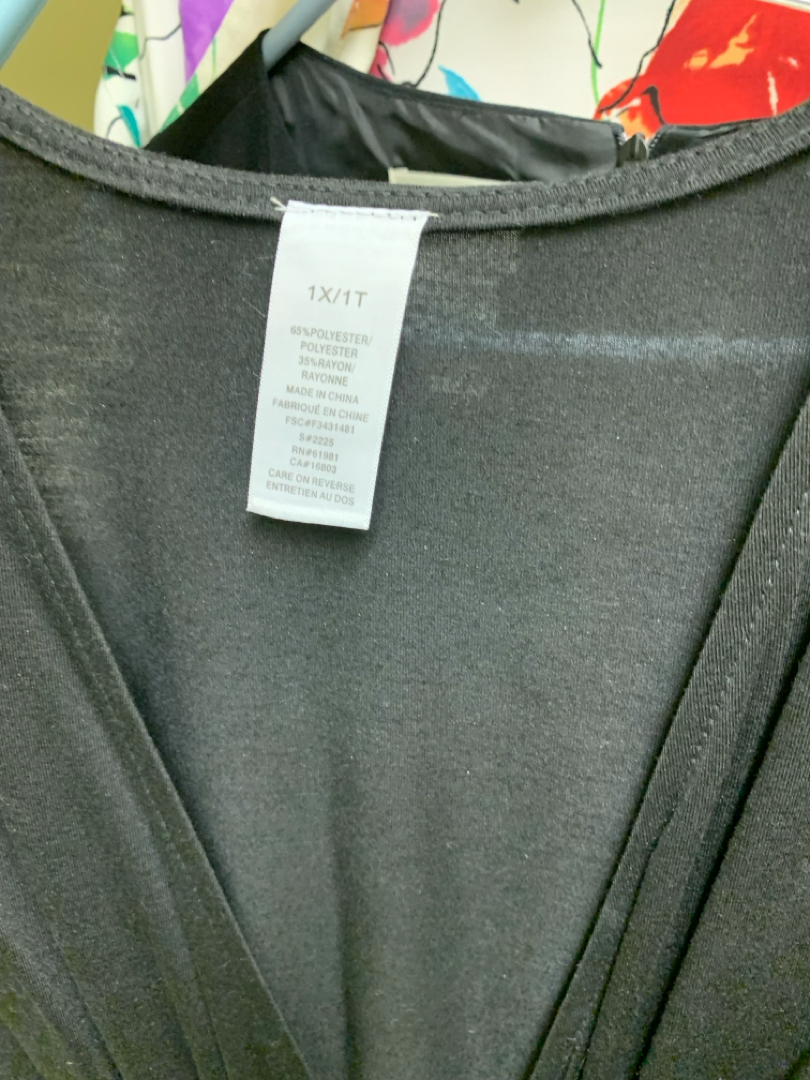 1X/1T
65%POLYESTER/
POLYESTER
35%RAYON/
RAYONNE
MADE IN CHINA
FABRIQUÉ EN CHINE
FSC#F3431481
S#2225
RN#61981
CA#16803
CARE ON REVERSE
ENTRETIEN AU DOS